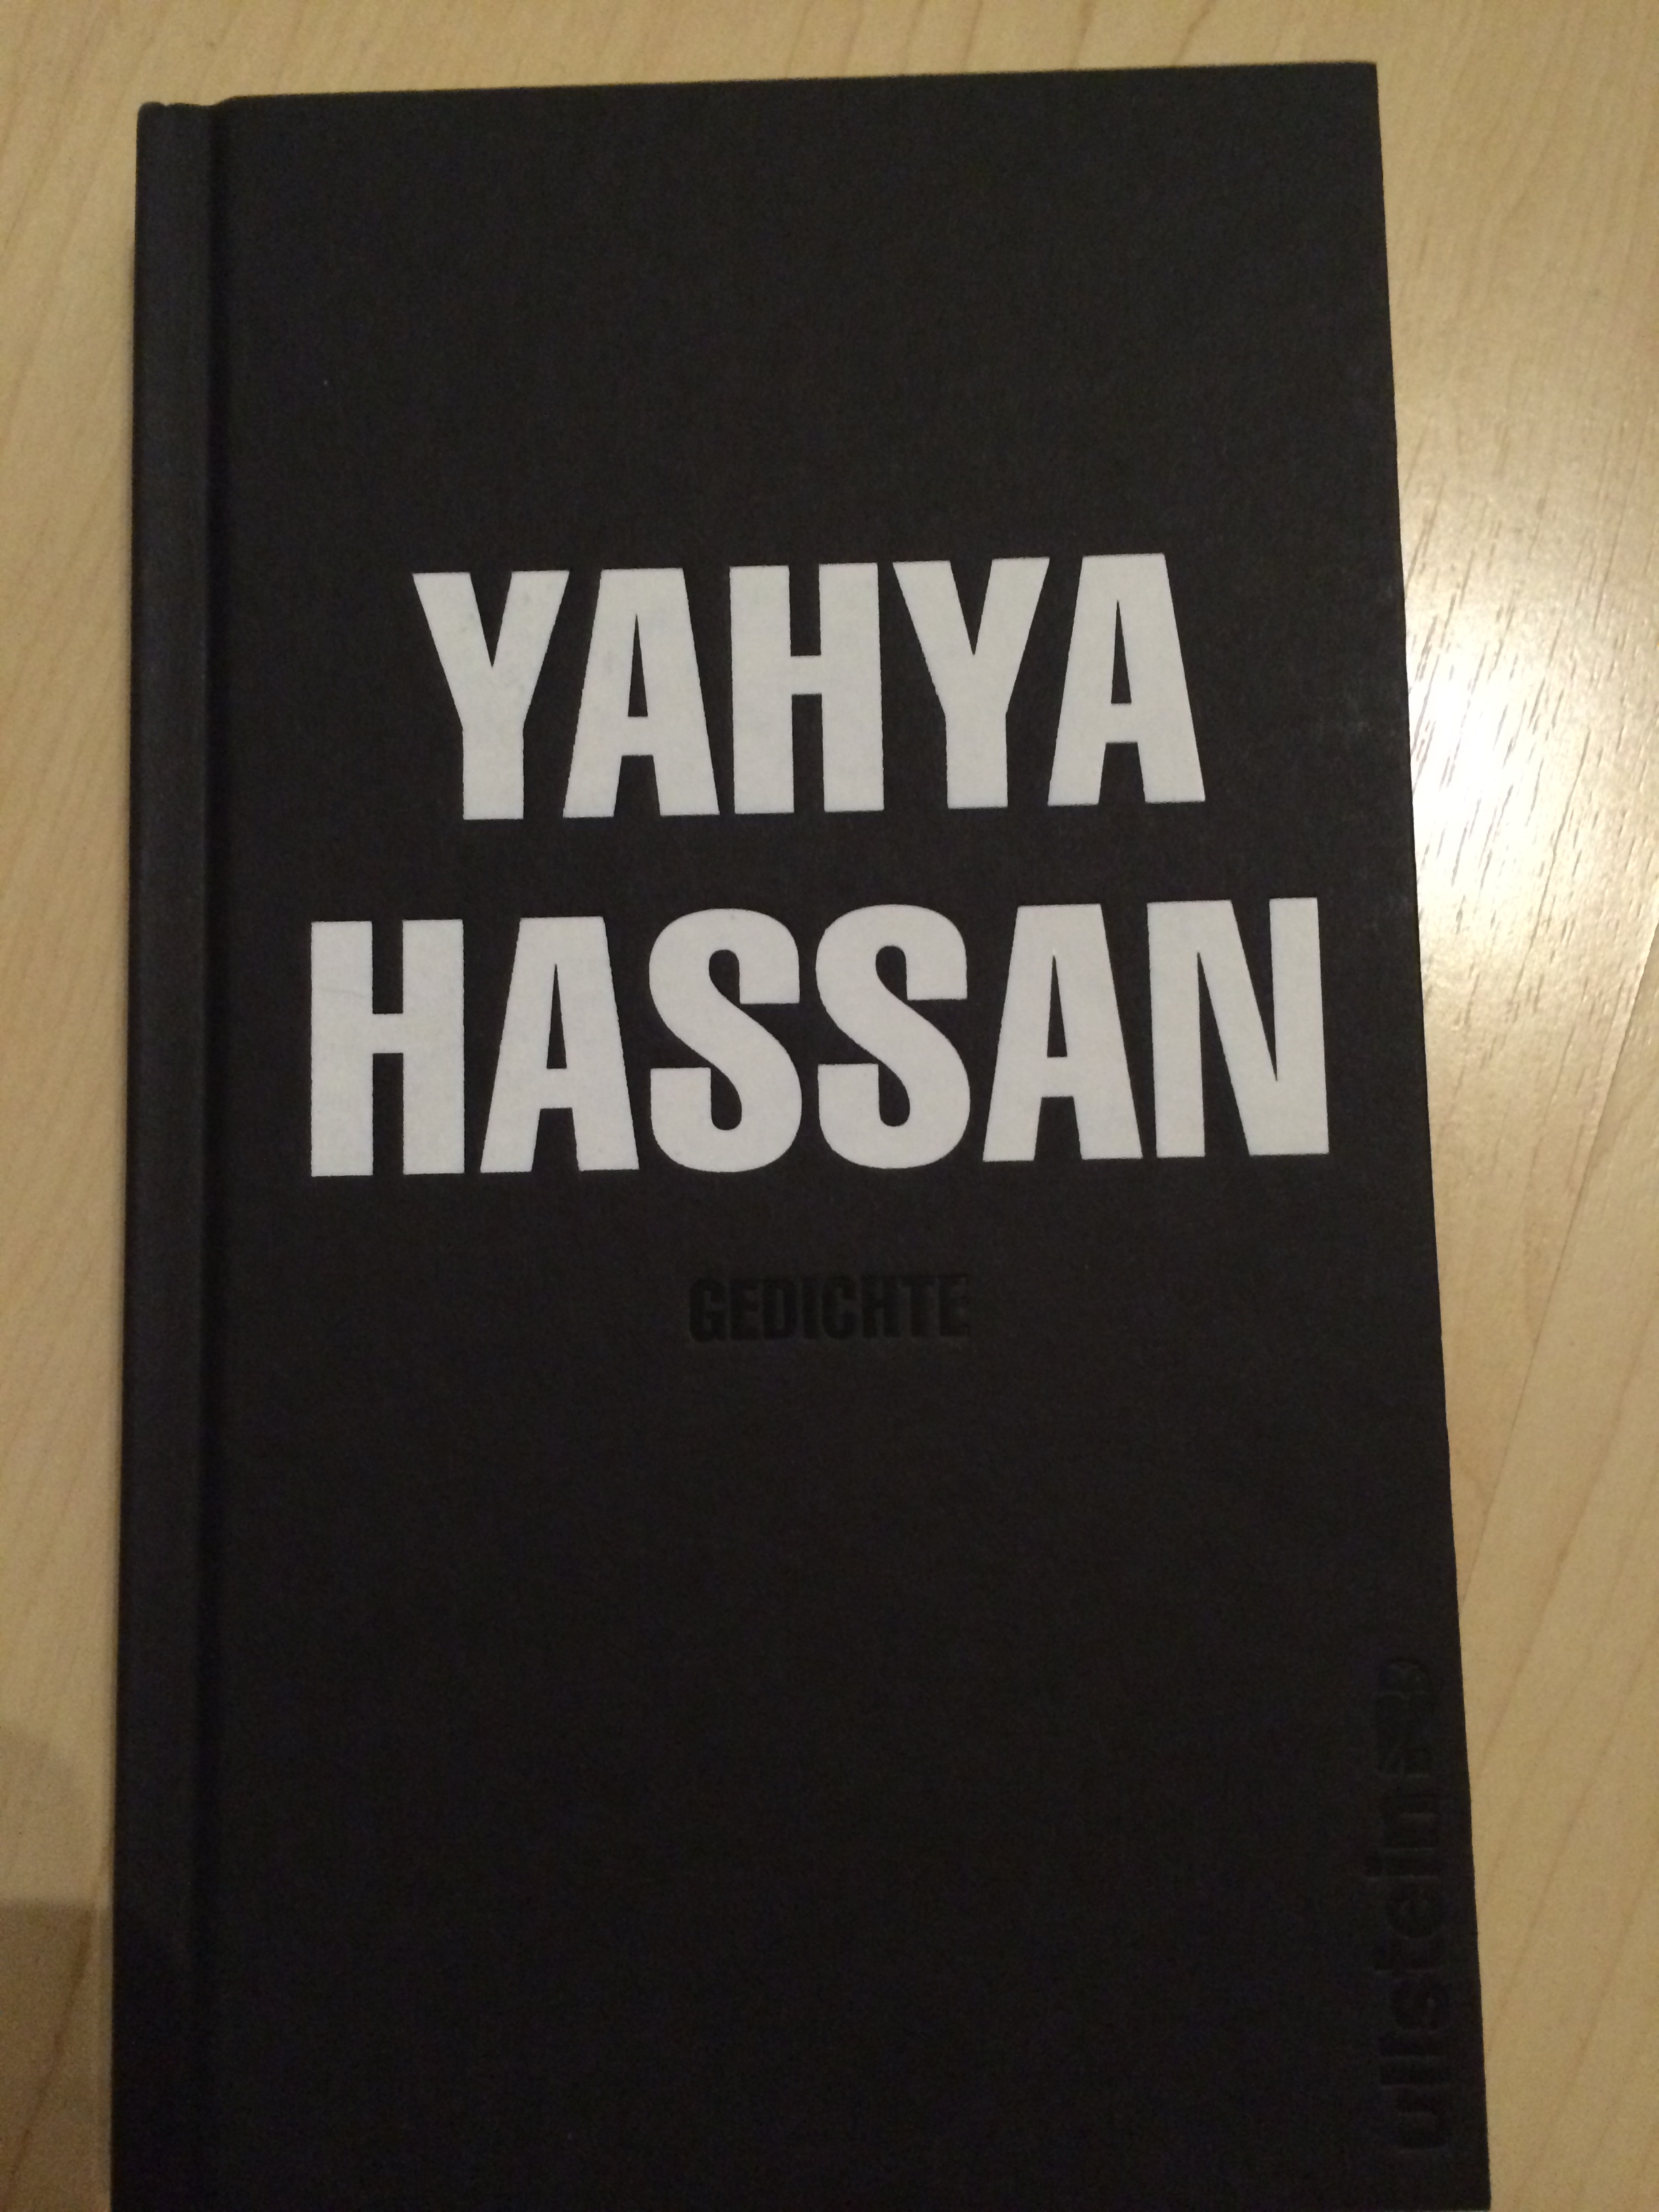 YAHYA
HASSAN
GEDICHTE
ullstein